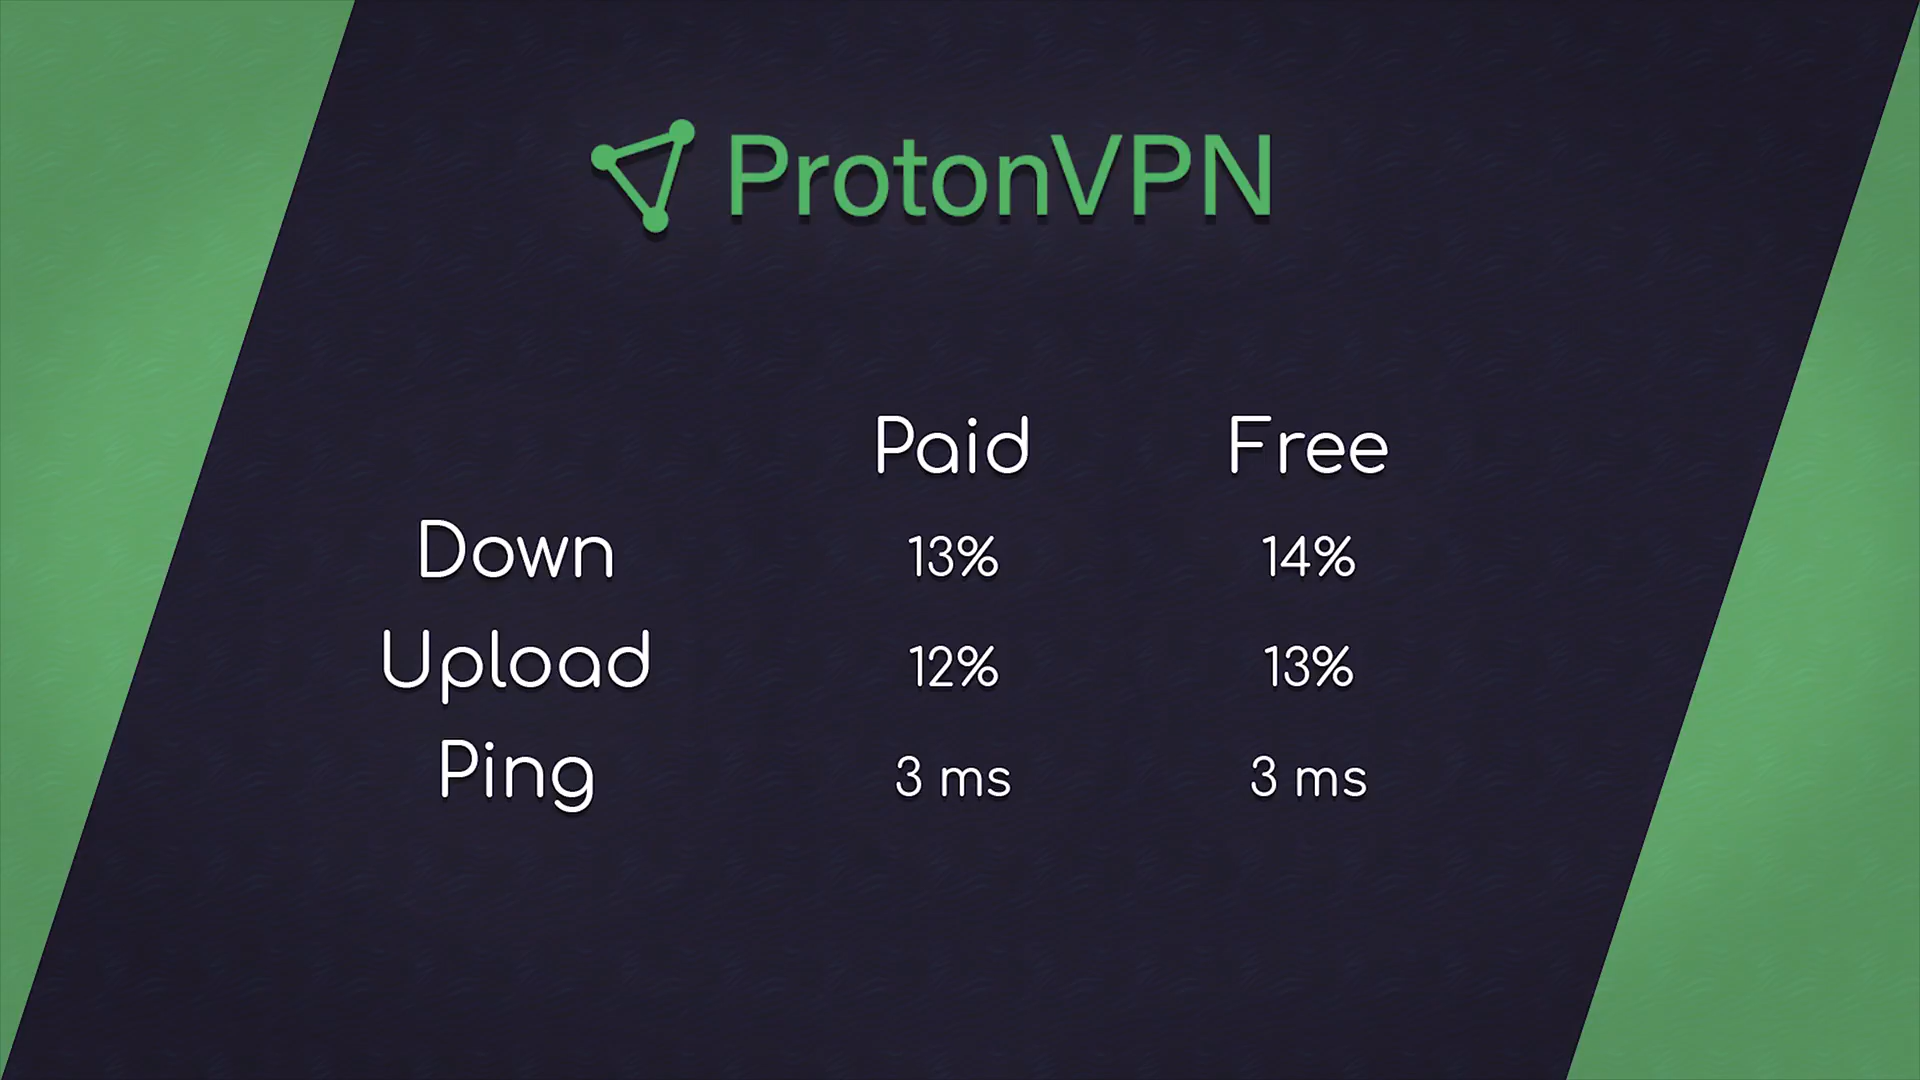 ProtonVPN
Paid Free
Down 13% 14%
Upload 12% 13%
Ping 3 ms 3 ms